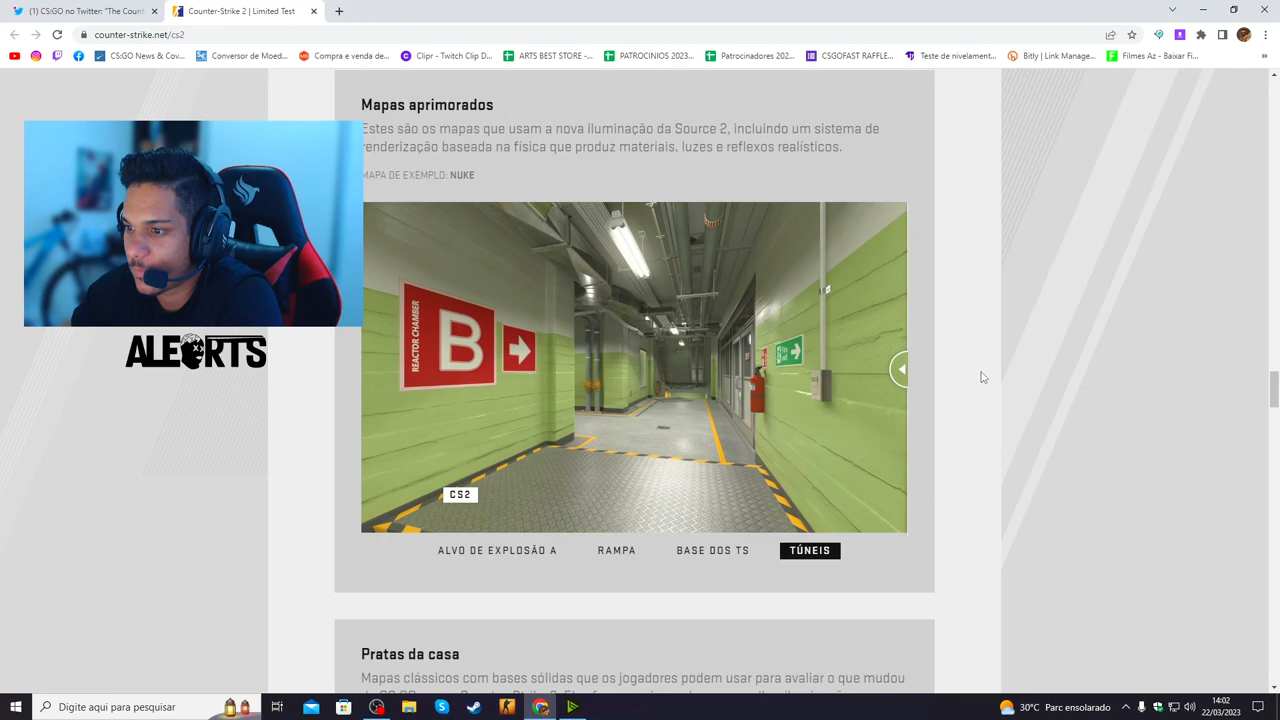 (1) CS:GO no Twitter: "The Count
Counter-Strike 2 | Limited Test
counter-strike.net/cs2
CS:GO News & Cov...
Conversor de Moed...
Compra e venda de...
Clipr - Twitch Clip D...
ARTS BEST STORE -...
PATROCINIOS 2023...
Patrocinadores 202...
CSGOFAST RAFFLE...
Teste de nivelament...
Bitly | Link Manage...
Filmes Az - Baixar Fi...
Mapas aprimorados
Estes são os mapas que usam a nova iluminação da Source 2, incluindo um sistema de
renderização baseada na física que produz materiais, luzes e reflexos realísticos.
MAPA DE EXEMPLO: NUKE
REACTOR CHAMBER
B
CS2
ALERTS
ALVO DE EXPLOSÃO A
RAMPA
BASE DOS TS
TÚNEIS
Pratas da casa
Mapas clássicos com bases sólidas que os jogadores podem usar para avaliar o que mudou
Digite aqui para pesquisar
30°C Parc ensolarado
14:02
22/03/2023